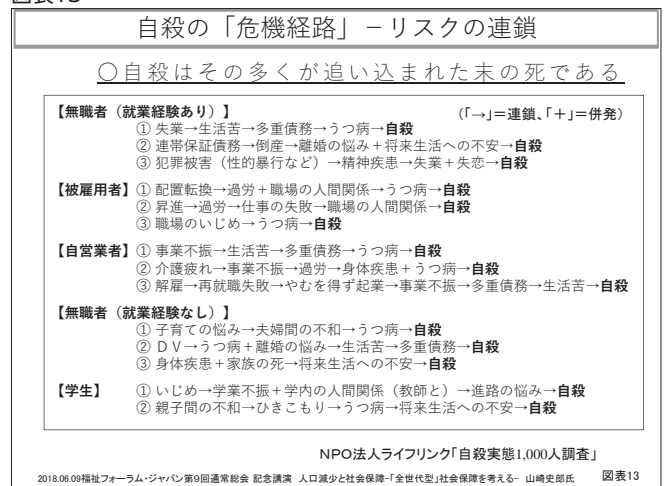 自殺の「危機経路」－リスクの連鎖
○自殺はその多くが追い込まれた末の死である
【無職者（就業経験あり）】 （「→」＝連鎖、「＋」＝併発）
① 失業→生活苦→多重債務→うつ病→自殺
② 連帯保証債務→倒産→離婚の悩み＋将来生活への不安→自殺
③ 犯罪被害（性的暴行など）→精神疾患→失業＋失恋→自殺
【被雇用者】 ① 配置転換→過労＋職場の人間関係→うつ病→自殺
② 昇進→過労→仕事の失敗→職場の人間関係→自殺
③ 職場のいじめ→うつ病→自殺
【自営業者】 ① 事業不振→生活苦→多重債務→うつ病→自殺
② 介護疲れ→事業不振→過労→身体疾患＋うつ病→自殺
③ 解雇→再就職失敗→やむを得ず起業→事業不振→多重債務→生活苦→自殺
【無職者（就業経験なし）】
① 子育ての悩み→夫婦間の不和→うつ病→自殺
② ＤＶ→うつ病＋離婚の悩み→生活苦→多重債務→自殺
③ 身体疾患＋家族の死→将来生活への不安→自殺
【学生】 ① いじめ→学業不振＋学内の人間関係（教師と）→進路の悩み→自殺
② 親子間の不和→ひきこもり→うつ病→将来生活への不安→自殺
NPO法人ライフリンク「自殺実態1,000人調査」
2018.06.09福祉フォーラム・ジャパン第9回通常総会 記念講演 人口減少と社会保障-「全世代型」社会保障を考える- 山崎史郎氏 図表13